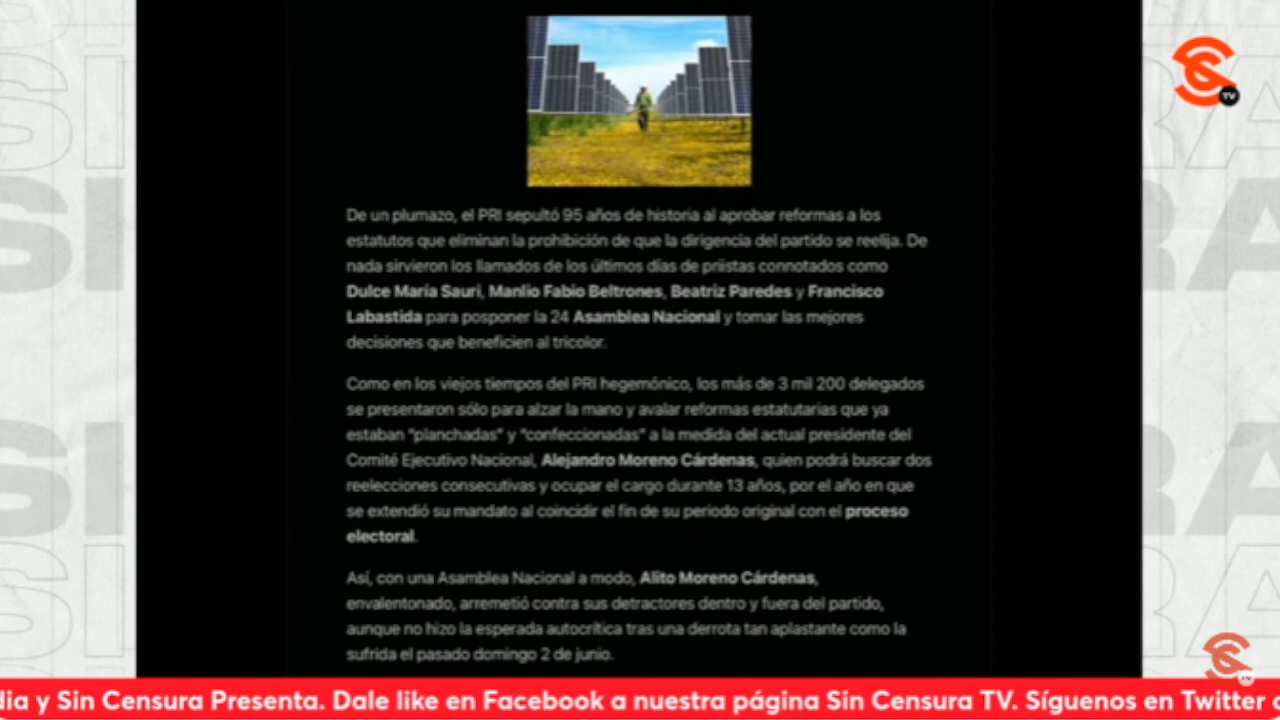 TV
De un plumazo, el PRI sepultó 95 años de historia al aprobar reformas a los
estatutos que eliminan la prohibición de que la dirigencia del partido se reelija. De
nada sirvieron los llamados de los últimos días de priistas connotados como
Dulce María Sauri, Manlio Fabio Beltrones, Beatriz Paredes y Francisco
Labastida para posponer la 24 Asamblea Nacional y tomar las mejores
decisiones que beneficien al tricolor.
Como en los viejos tiempos del PRI hegemónico, los más de 3 mil 200 delegados
se presentaron sólo para alzar la mano y avalar reformas estatutarias que ya
estaban “planchadas” y “confeccionadas” a la medida del actual presidente del
Comité Ejecutivo Nacional, Alejandro Moreno Cárdenas, quien podrá buscar dos
reelecciones consecutivas y ocupar el cargo durante 13 años, por el año en que
se extendió su mandato al coincidir el fin de su periodo original con el proceso
electoral.
Así, con una Asamblea Nacional a modo, Alito Moreno Cárdenas,
envalentonado, arremetió contra sus detractores dentro y fuera del partido,
aunque no hizo la esperada autocrítica tras una derrota tan aplastante como la
sufrida el pasado domingo 2 de junio.
TV
dia y Sin Censura Presenta. Dale like en Facebook a nuestra página Sin Censura TV. Síguenos en Twitter